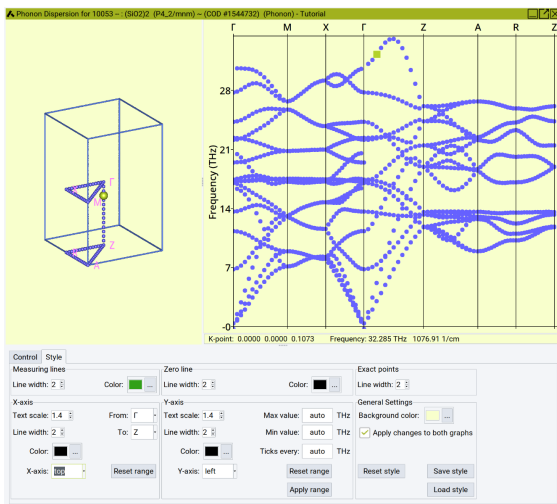 Phonon Dispersion for 10053 ~ : (SiO2)2 (P4_2/mnm) ~ (COD #1544732) (Phonon) - Tutorial
Γ M X Γ Z A R Z
28
21
14
7
-0
Frequency (THz)
Γ
M
Z
A
K-point: 0.0000 0.0000 0.1073 Frequency: 32.285 THz 1076.91 1/cm
Control Style
Measuring lines Zero line Exact points
Line width: 2 Color: ... Line width: 2 Color: ... Line width: 2
X-axis Y-axis General Settings
Text scale: 1.4 From: Γ Text scale: 1.4 Max value: auto THz Background color: ...
Line width: 2 To: Z Line width: 2 Min value: auto THz Apply changes to both graphs
Color: ... Color: ... Ticks every: auto THz
X-axis: top Reset range Y-axis: left Reset range Reset style Save style
Apply range Load style